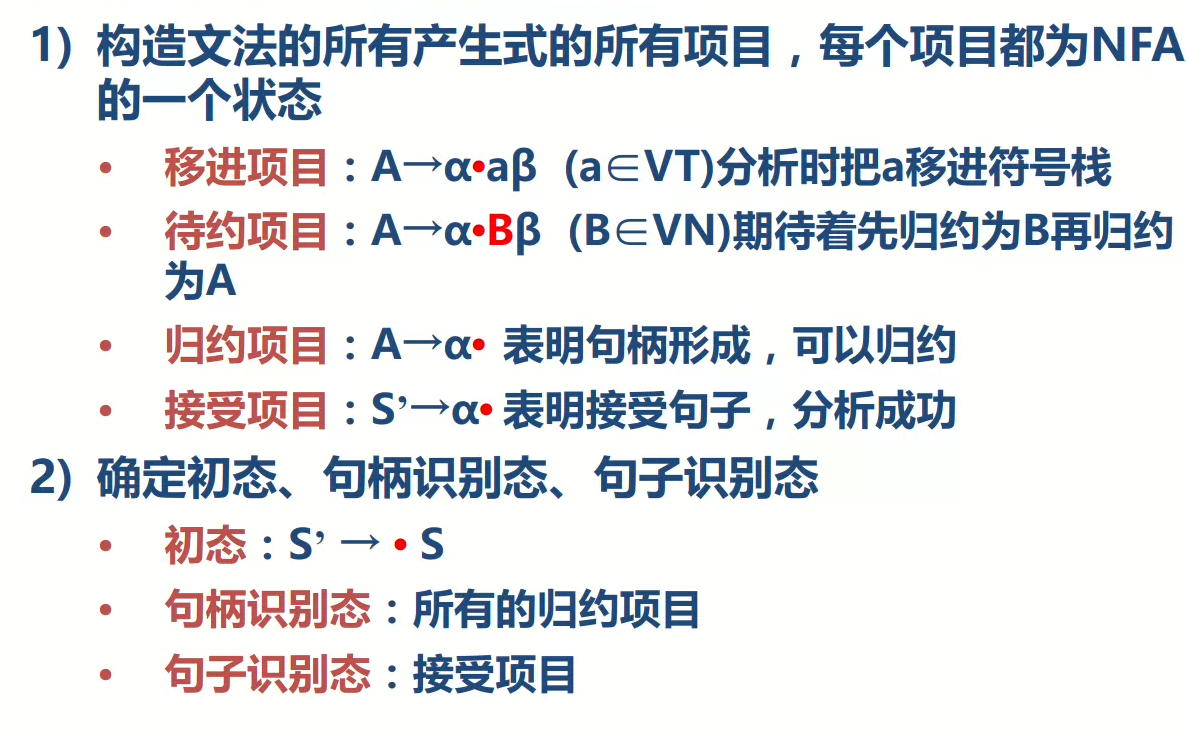 1) 构造文法的所有产生式的所有项目，每个项目都为NFA
的一个状态
• 移进项目：A→α•aβ (a∈VT)分析时把a移进符号栈
• 待约项目：A→α•Bβ (B∈VN)期待着先归约为B再归约
为A
• 归约项目：A→α• 表明句柄形成，可以归约
• 接受项目：S’→α• 表明接受句子，分析成功
2) 确定初态、句柄识别态、句子识别态
• 初态：S’ → • S
• 句柄识别态：所有的归约项目
• 句子识别态：接受项目